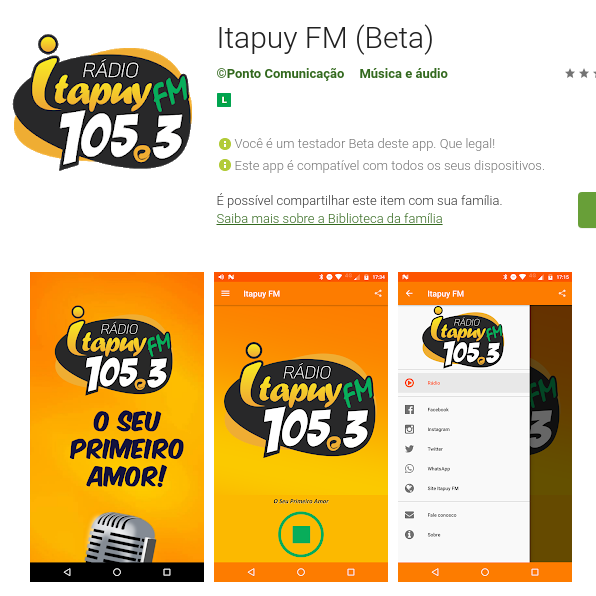 Itapuy FM (Beta)
©Ponto Comunicação Música e áudio
L
RÁDIO
Itapuy FM
105.3
Você é um testador Beta deste app. Que legal!
Este app é compatível com todos os seus dispositivos.
É possível compartilhar este item com sua família.
Saiba mais sobre a Biblioteca da família
RÁDIO
Itapuy FM
105.3
O SEU
PRIMEIRO
AMOR!
17:34
Itapuy FM
RÁDIO
Itapuy FM
105.3
O Seu Primeiro Amor
17:15
Itapuy FM
RÁDIO
Itapuy FM
105.3
Rádio
Facebook
Instagram
Twitter
WhatsApp
Site Itapuy FM
Fale conosco
Sobre